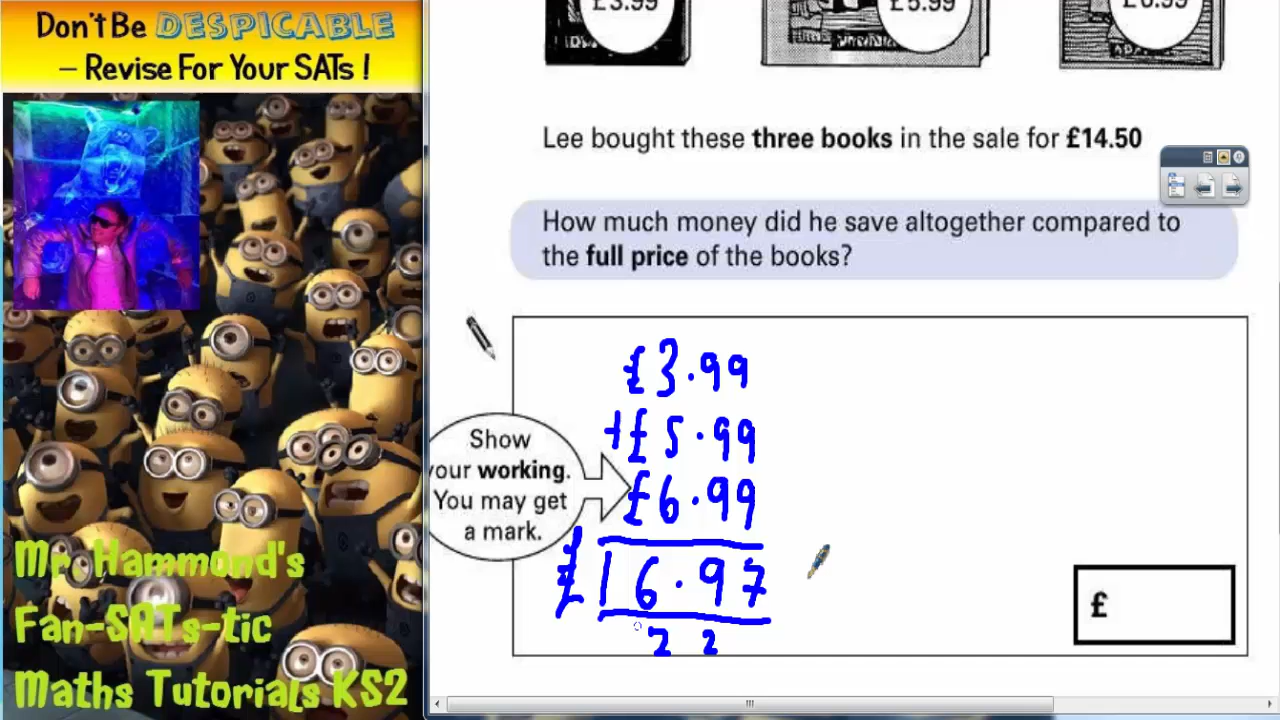 Don't Be DESPICABLE
– Revise For Your SATs !
£3.99
£5.99
£6.99
Lee bought these three books in the sale for £14.50
How much money did he save altogether compared to
the full price of the books?
£3.99
+£5.99
£6.99
£16.97
2 2
Show
your working.
You may get
a mark.
£
Mr Hammond's
Fan-SATs-tic
Maths Tutorials KS2